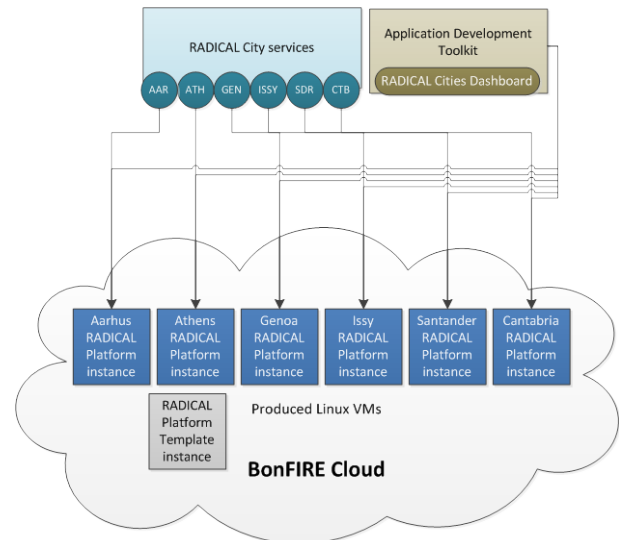 RADICAL City services
Application Development
Toolkit
RADICAL Cities Dashboard
AAR
ATH
GEN
ISSY
SDR
CTB
Aarhus
RADICAL
Platform
instance
Athens
RADICAL
Platform
instance
Genoa
RADICAL
Platform
instance
Issy
RADICAL
Platform
instance
Santander
RADICAL
Platform
instance
Cantabria
RADICAL
Platform
instance
RADICAL
Platform
Template
instance
Produced Linux VMs
BonFIRE Cloud